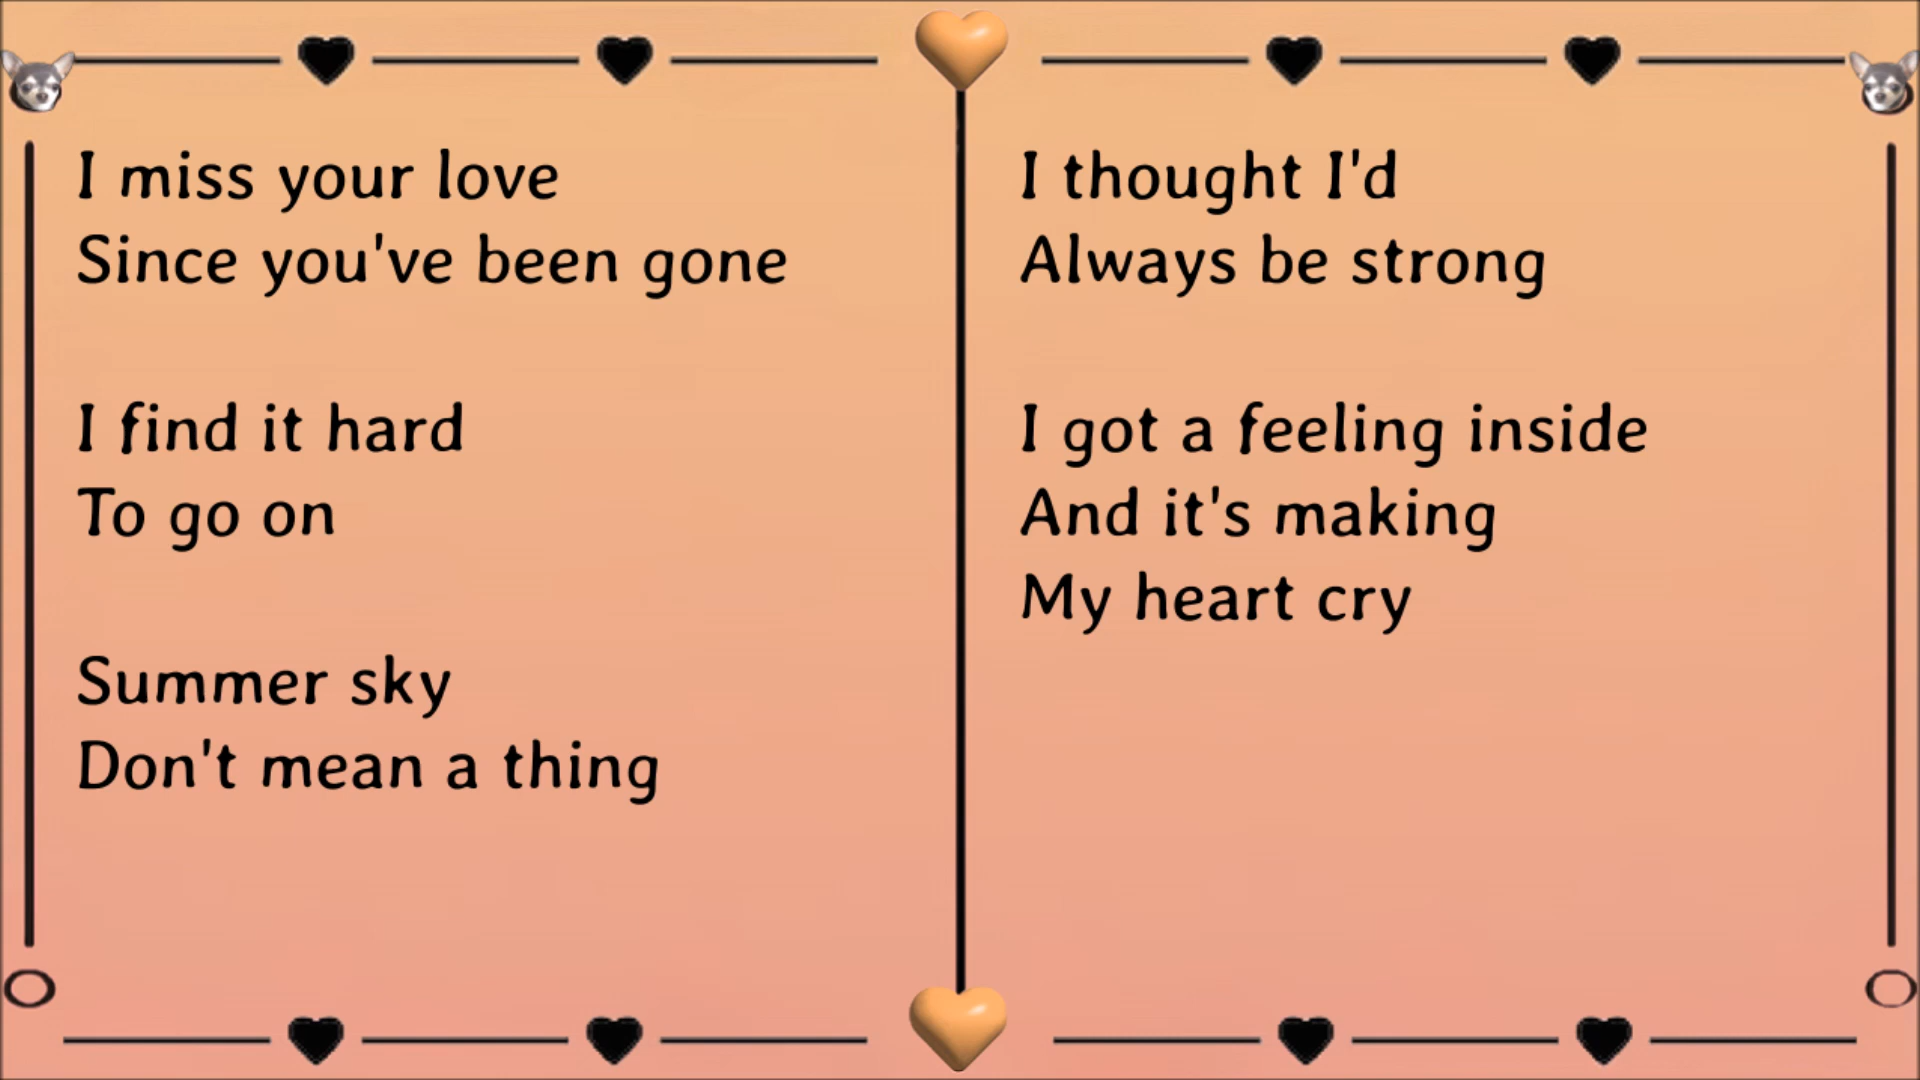 I miss your love
Since you've been gone
I find it hard
To go on
Summer sky
Don't mean a thing
I thought I'd
Always be strong
I got a feeling inside
And it's making
My heart cry